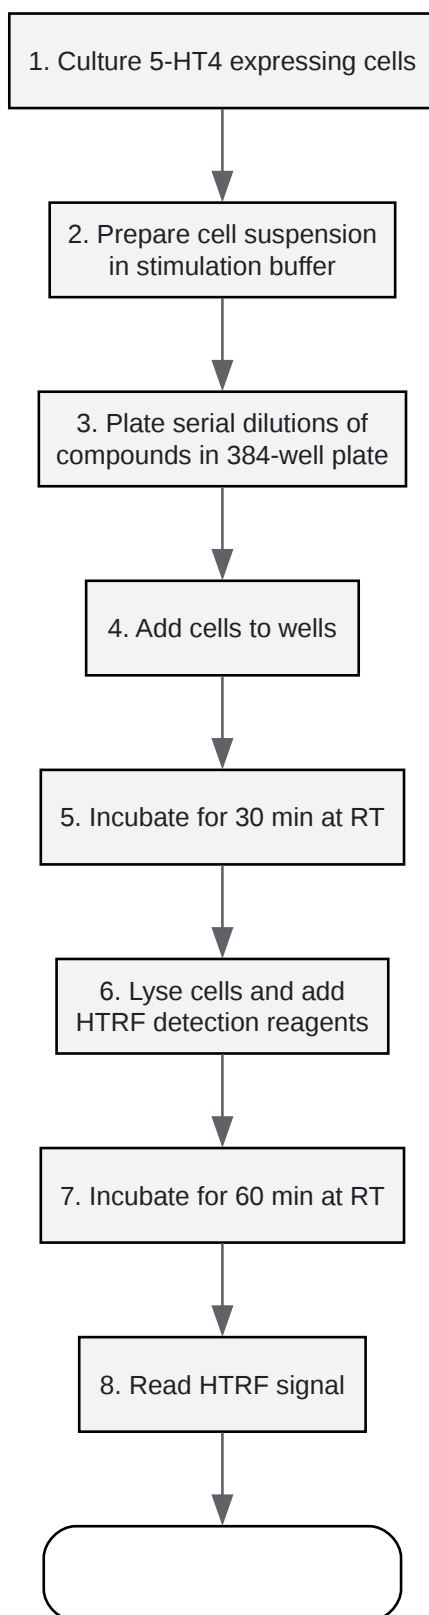 1. Culture 5-HT4 expressing cells
2. Prepare cell suspension
in stimulation buffer
3. Plate serial dilutions of
compounds in 384-well plate
4. Add cells to wells
5. Incubate for 30 min at RT
6. Lyse cells and add
HTRF detection reagents
7. Incubate for 60 min at RT
8. Read HTRF signal